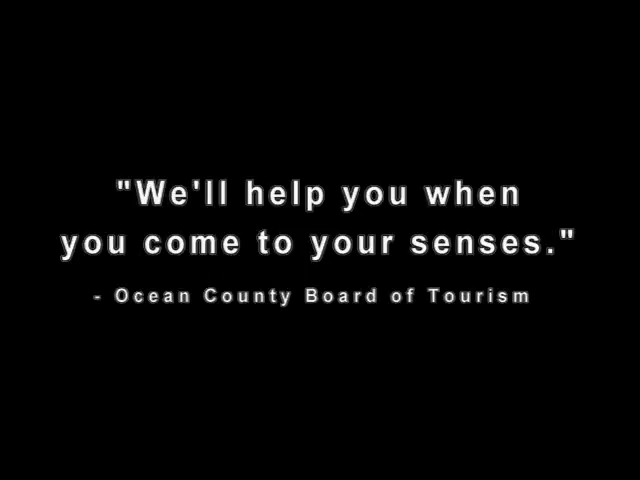 "We'll help you when
you come to your senses."
- Ocean County Board of Tourism